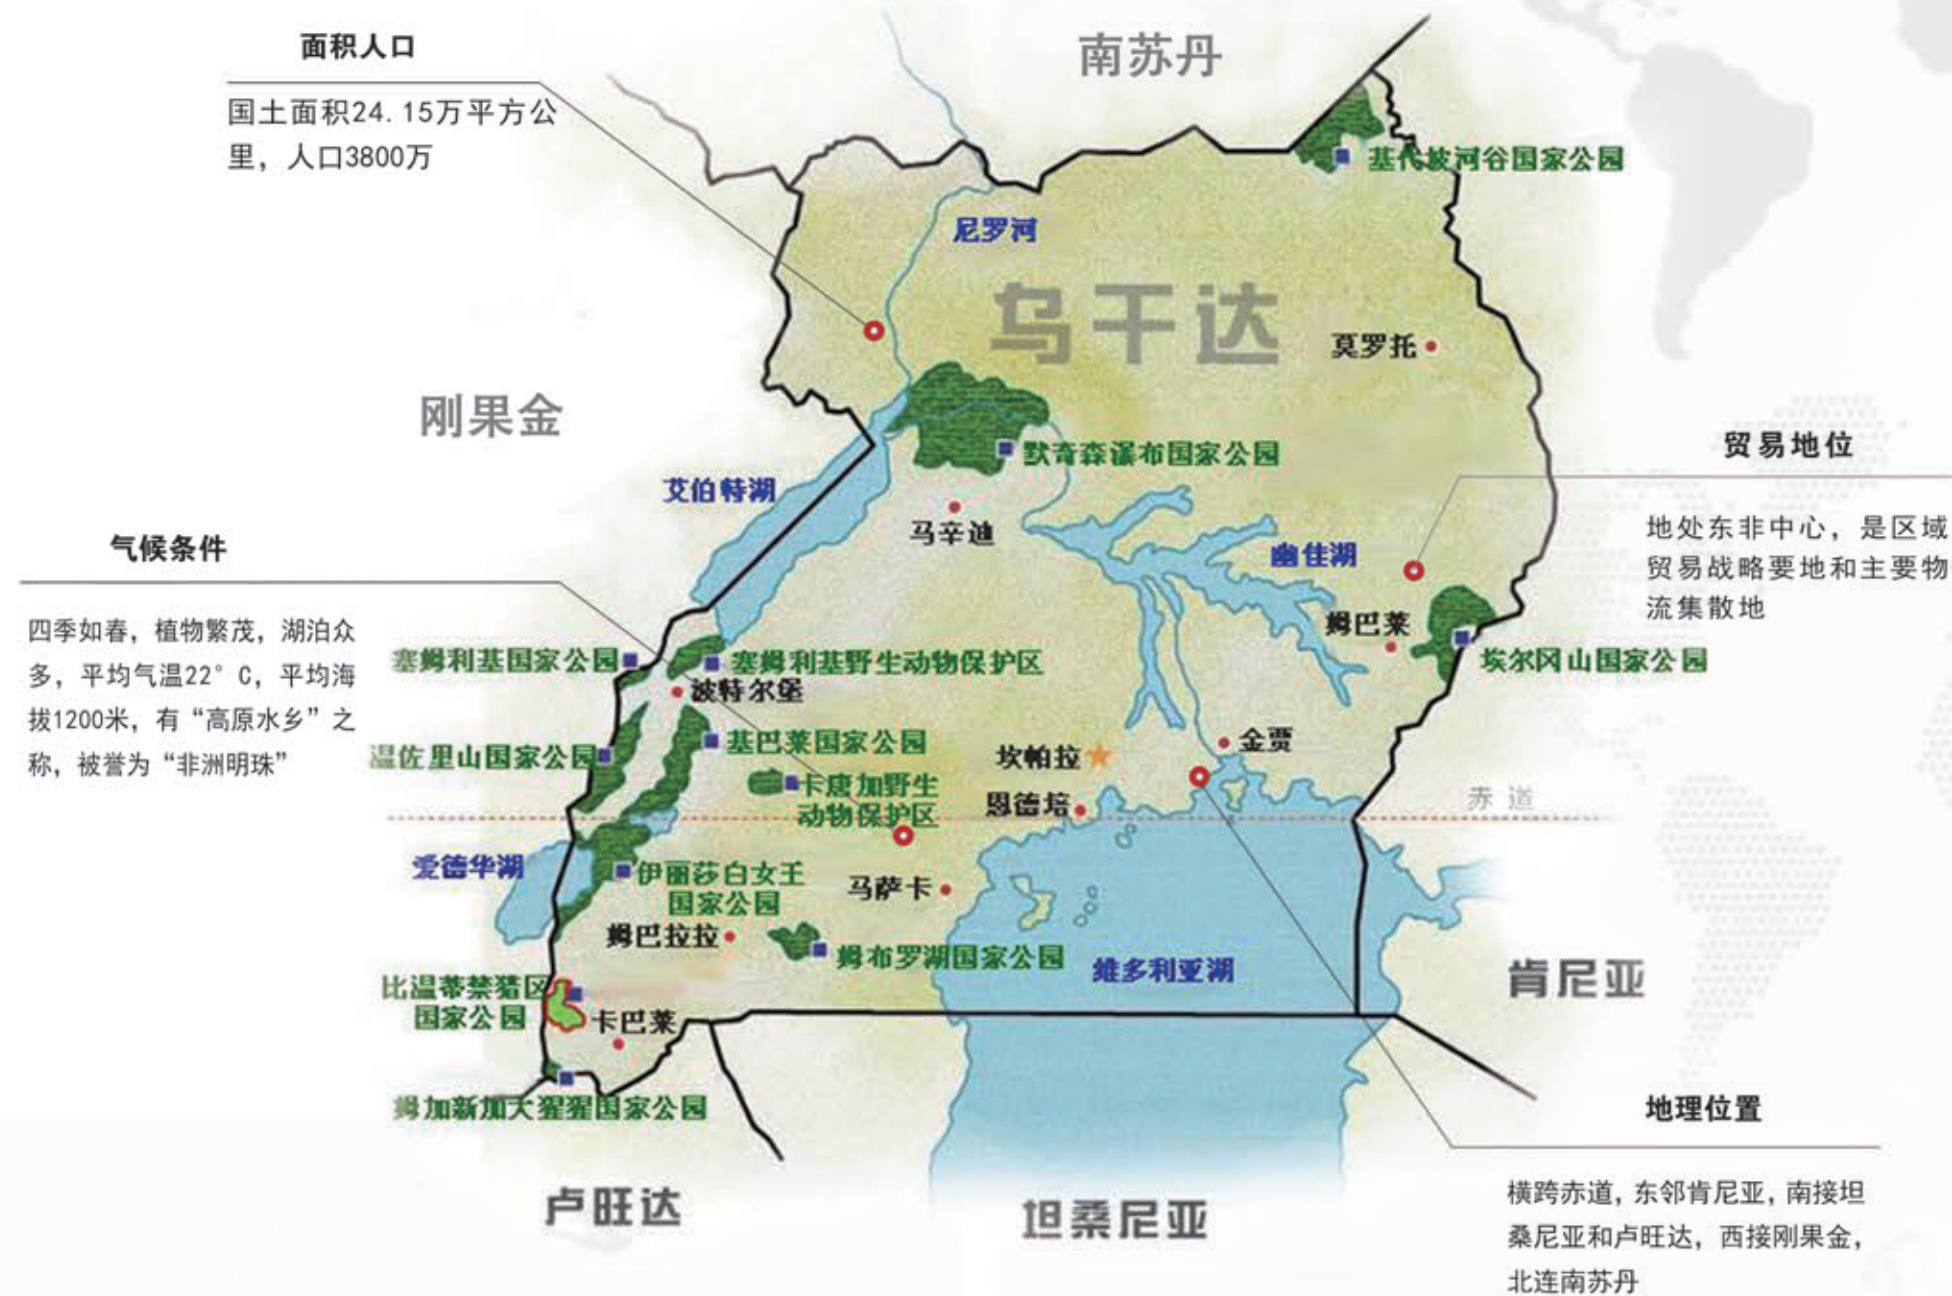 面积人口
国土面积24.15万平方公
里，人口3800万
南苏丹
基代坡河谷国家公园
尼罗河
乌干达
莫罗托
刚果金
默奇森瀑布国家公园
艾伯特湖
马辛迪
幽佳湖
贸易地位
地处东非中心，是区域
贸易战略要地和主要物
流集散地
气候条件
四季如春，植物繁茂，湖泊众
多，平均气温22°C，平均海
拔1200米，有“高原水乡”之
称，被誉为“非洲明珠”
姆巴莱
埃尔冈山国家公园
塞姆利基国家公园
塞姆利基野生动物保护区
波特尔堡
温佐里山国家公园
基巴莱国家公园
坎帕拉
金贾
卡唐加野生
动物保护区
恩德培
赤道
爱德华湖
伊丽莎白女王
国家公园
马萨卡
姆巴拉拉
姆布罗湖国家公园
维多利亚湖
肯尼亚
比温蒂禁猎区
国家公园
卡巴莱
姆加新加大猩猩国家公园
卢旺达
坦桑尼亚
地理位置
横跨赤道，东邻肯尼亚，南接坦
桑尼亚和卢旺达，西接刚果金，
北连南苏丹